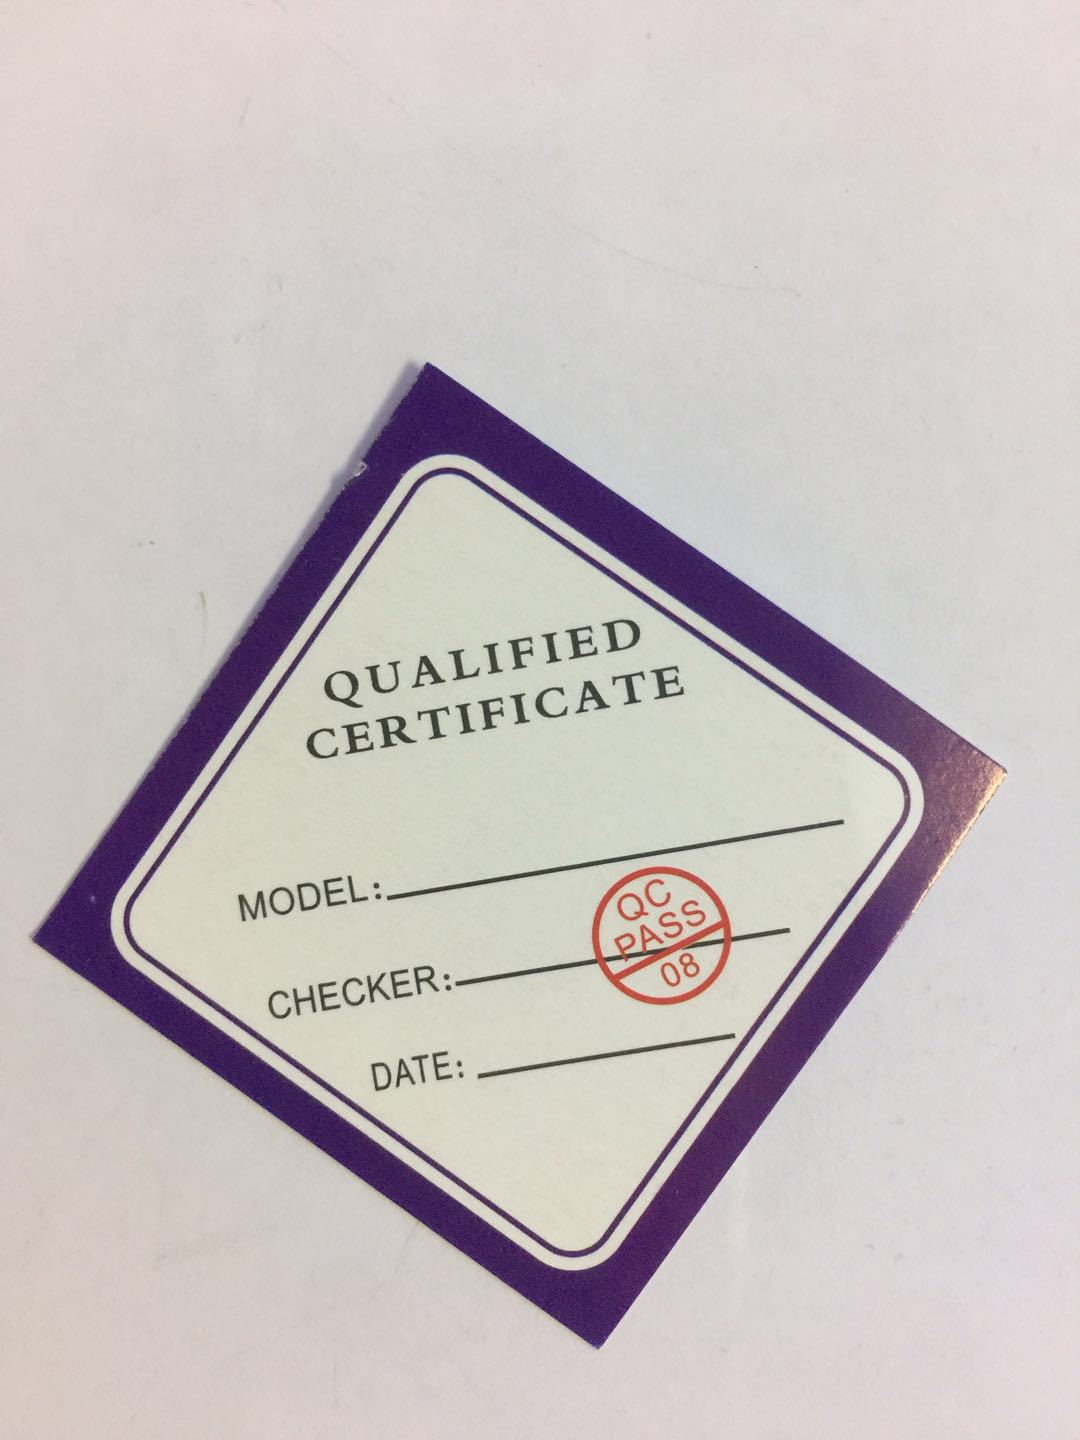 QUALIFIED
CERTIFICATE
MODEL:
QC
PASS
08
CHECKER:
DATE: